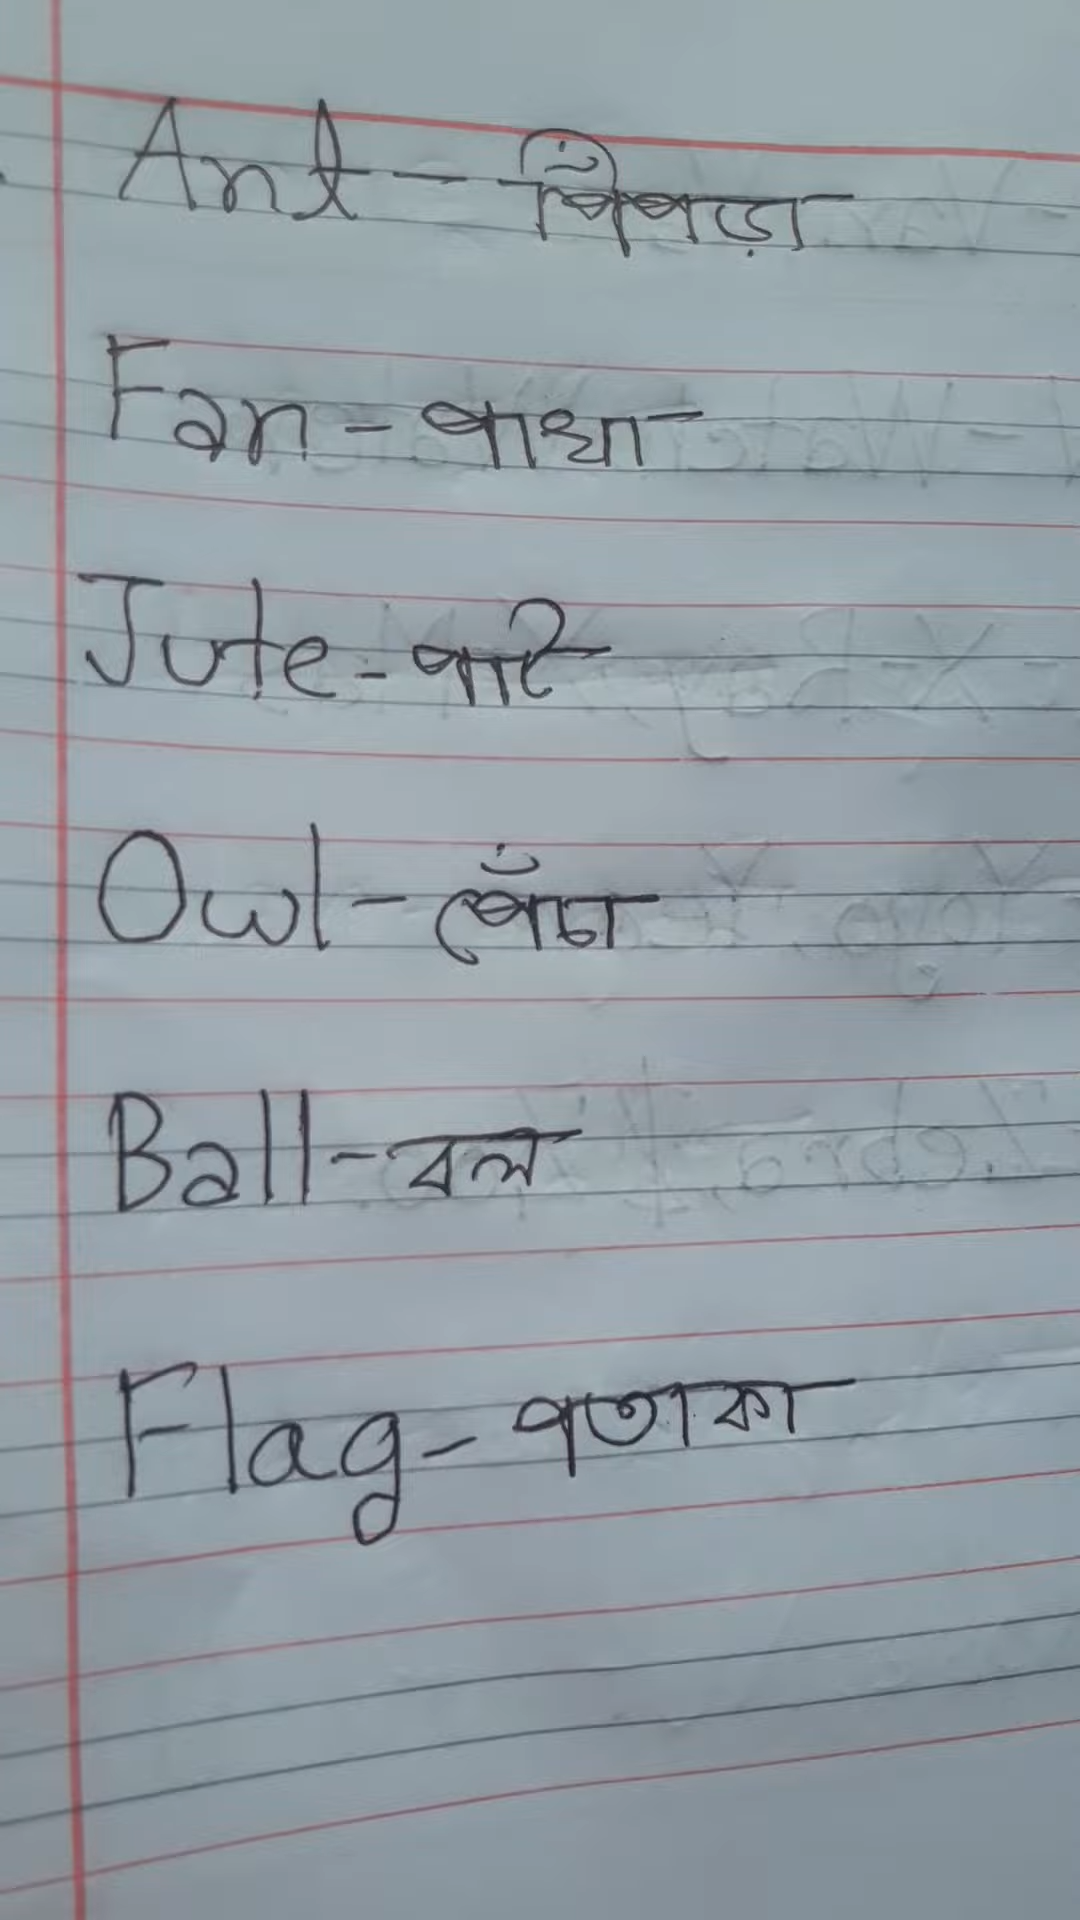 Ant - পিঁপড়া
Fan - পাখা
Jute - পাট
Owl - পেঁচা
Ball - বল
Flag - পতাকা